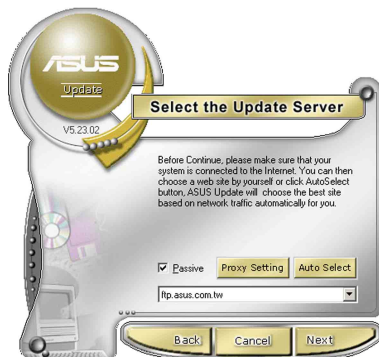 ASUS
Update
V5.23.02
Select the Update Server
Before Continue, please make sure that your
system is connected to the Internet. You can then
choose a web site by yourself or click AutoSelect
button, ASUS Update will choose the best site
based on network traffic automatically for you.
Passive
Proxy Setting
Auto Select
ftp.asus.com.tw
Back
Cancel
Next